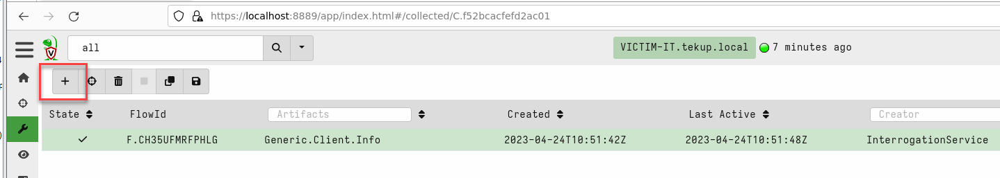 https://localhost:8889/app/index.html#/collected/C.f52bcacfefd2ac01
all
VICTIM-IT.tekup.local 7 minutes ago
State FlowId Artifacts Created Last Active Creator
F.CH35UFMRFPHLG Generic.Client.Info 2023-04-24T10:51:42Z 2023-04-24T10:51:48Z InterrogationService